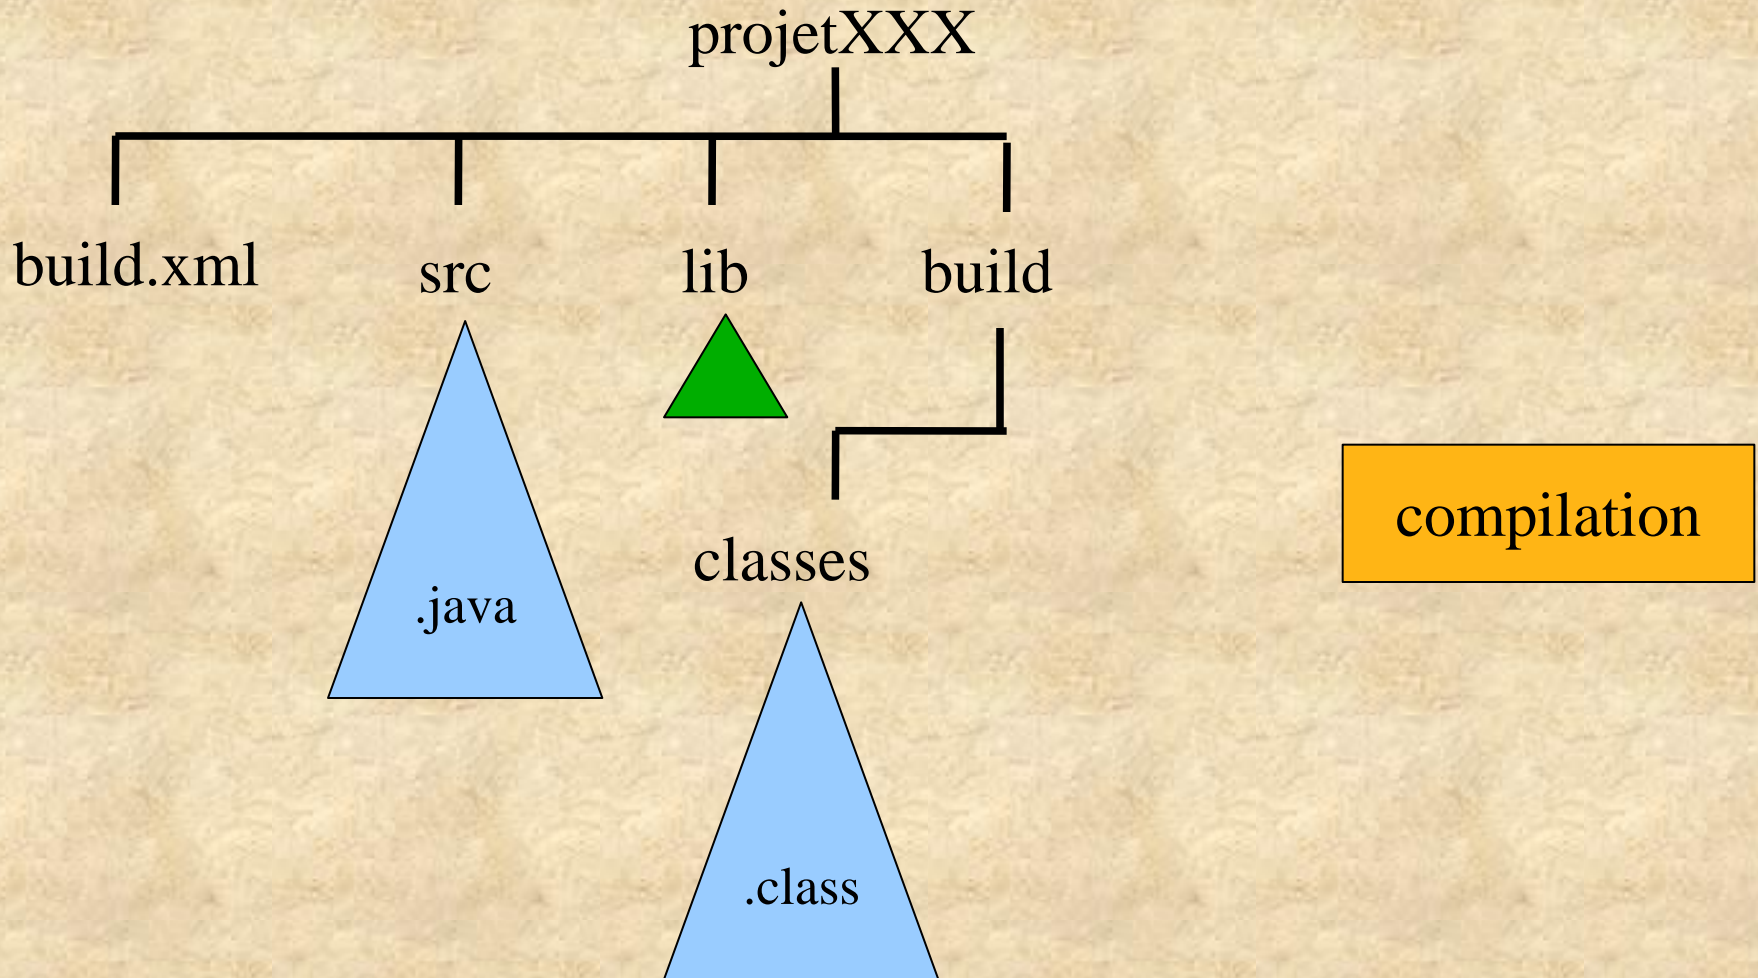 projetXXX
build.xml
src
lib
build
compilation
classes
.java
.class